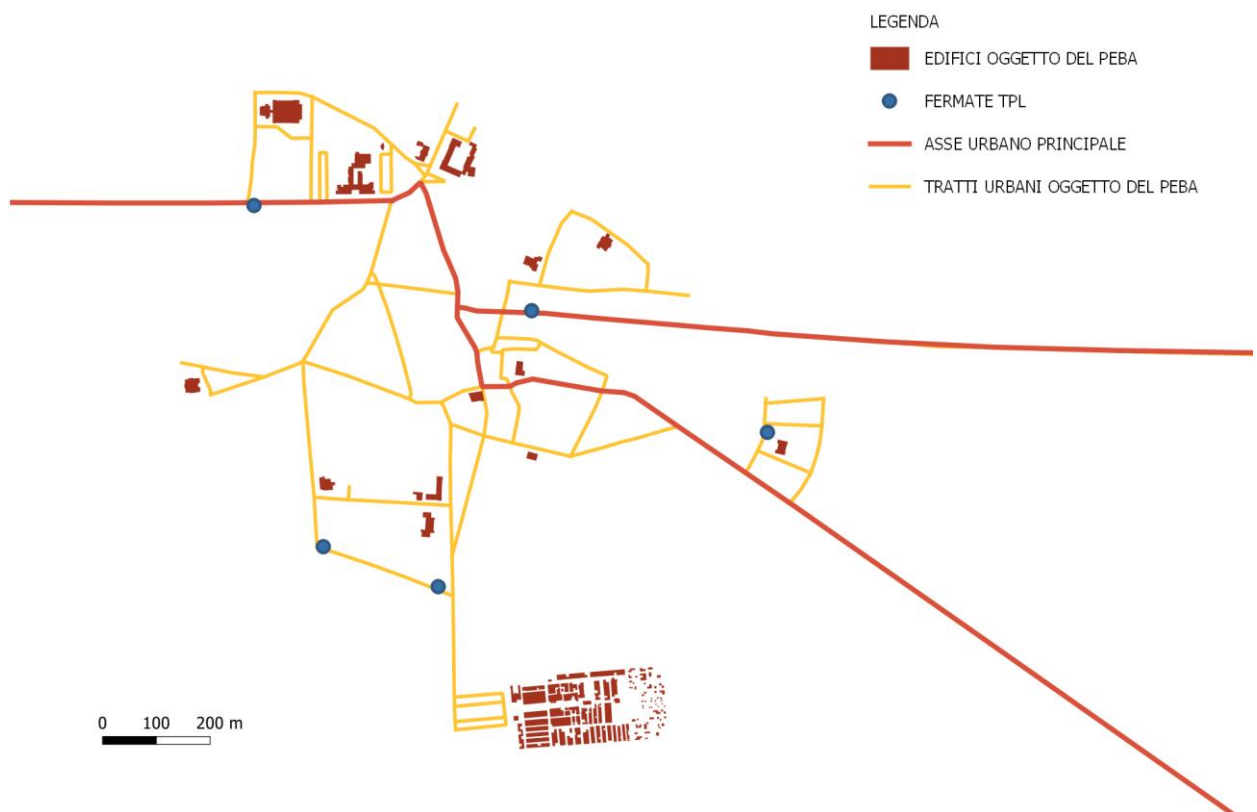 LEGENDA
EDIFICI OGGETTO DEL PEBA
FERMATE TPL
ASSE URBANO PRINCIPALE
TRATTI URBANI OGGETTO DEL PEBA
0 100 200 m